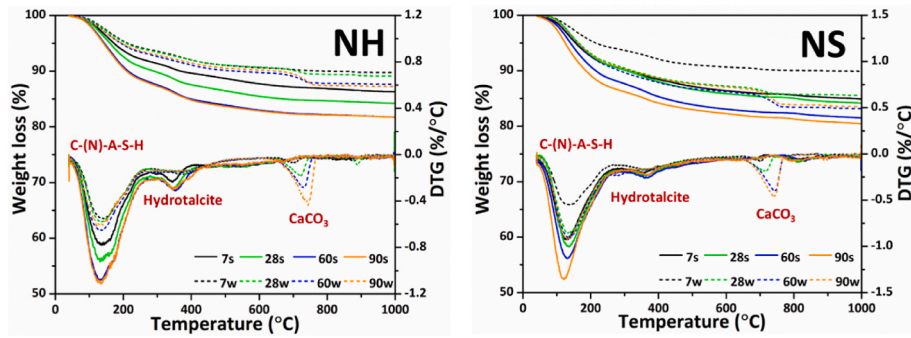 NH
100
90
80
70
60
50
Weight loss (%)
1.2
0.8
0.4
0.0
-0.4
-0.8
-1.2
DTG (%/°C)
C-(N)-A-S-H
Hydrotalcite
CaCO3
7s 28s 60s 90s
7w 28w 60w 90w
0 200 400 600 800 1000
Temperature (°C)
NS
100
90
80
70
60
50
Weight loss (%)
1.5
1.0
0.5
0.0
-0.5
-1.0
-1.5
DTG (%/°C)
C-(N)-A-S-H
Hydrotalcite
CaCO3
7s 28s 60s 90s
7w 28w 60w 90w
0 200 400 600 800 1000
Temperature (°C)